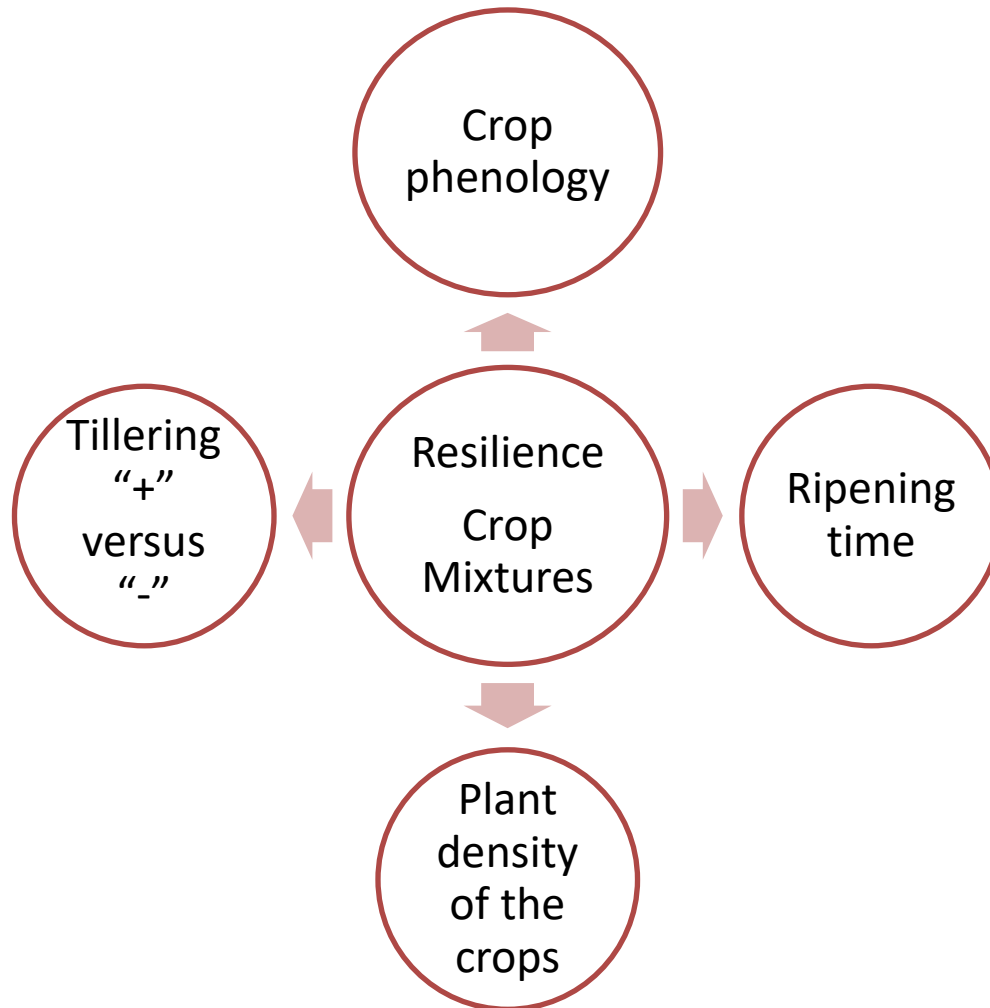 Crop
phenology
Tillering
“+”
versus
“-”
Resilience
Crop
Mixtures
Ripening
time
Plant
density
of the
crops